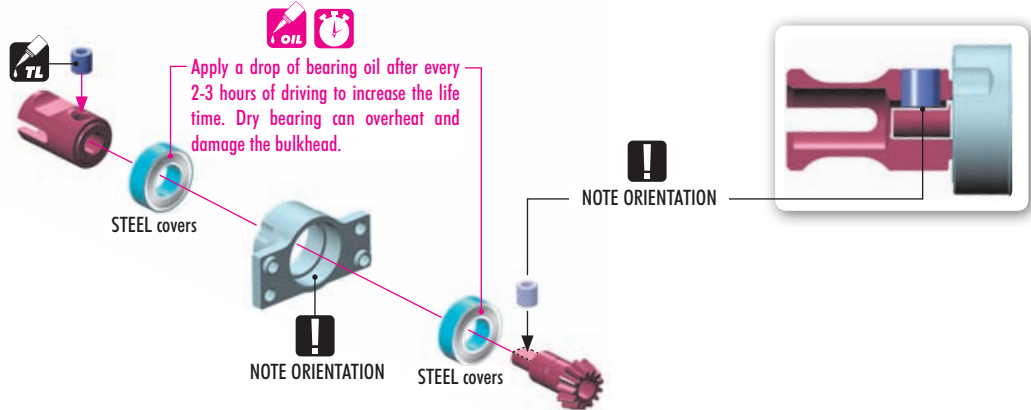 OIL
TL
Apply a drop of bearing oil after every
2-3 hours of driving to increase the life
time. Dry bearing can overheat and
damage the bulkhead.
STEEL covers
!
NOTE ORIENTATION
!
NOTE ORIENTATION
STEEL covers